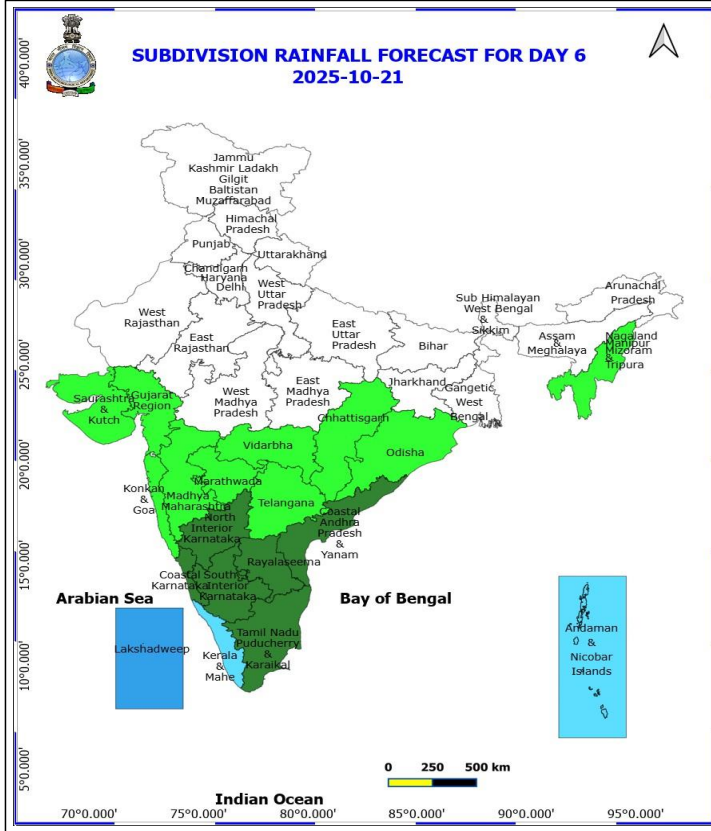 SUBDIVISION RAINFALL FORECAST FOR DAY 6
2025-10-21
40°0.000'
35°0.000'
30°0.000'
25°0.000'
20°0.000'
15°0.000'
10°0.000'
5°0.000'
Jammu
Kashmir Ladakh
Gilgit
Baltistan
Muzaffarabad
Himachal
Pradesh
Punjab
Uttarakhand
Chandigarh
Haryana
Delhi
West
Uttar
Pradesh
West
Rajasthan
East
Rajasthan
East
Uttar
Pradesh
Bihar
Sub Himalayan
West Bengal
&
Sikkim
Arunachal
Pradesh
Assam
&
Meghalaya
Nagaland
Manipur
Mizoram
&
Tripura
Jharkhand
Gangetic
West
Bengal
West
Madhya
Pradesh
East
Madhya
Pradesh
Saurashtra
&
Kutch
Gujarat
Region
Chhattisgarh
Vidarbha
Odisha
Konkan
&
Goa
Madhya
Maharashtra
Marathwada
Telangana
North
Interior
Karnataka
Coastal
Andhra
Pradesh
&
Yanam
Rayalaseema
Coastal
Karnataka
South
Interior
Karnataka
Arabian Sea
Bay of Bengal
Lakshadweep
Kerala
&
Mahe
Tamil Nadu
Puducherry
&
Karaikal
Andaman
&
Nicobar
Islands
0 250 500 km
Indian Ocean
70°0.000' 75°0.000' 80°0.000' 85°0.000' 90°0.000' 95°0.000'